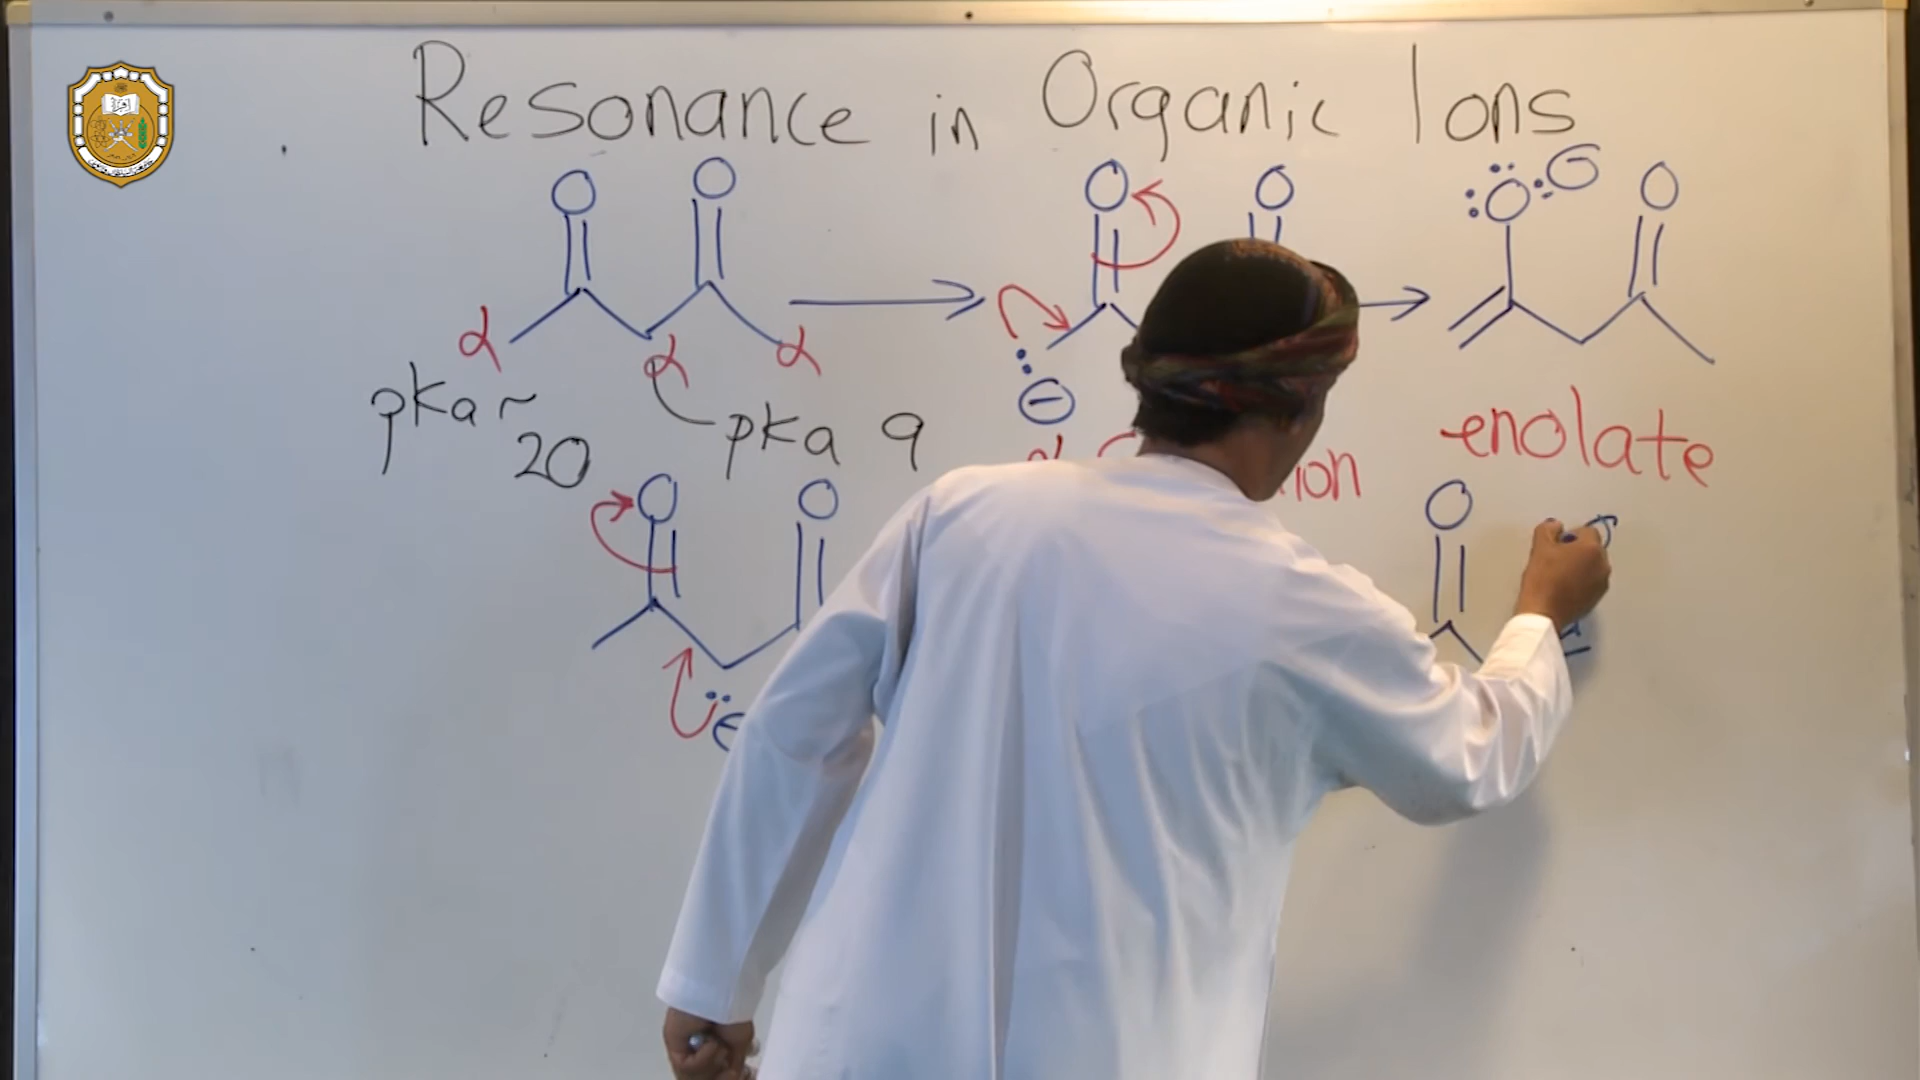 Resonance in Organic Ions
O O O O O O
α α α
pka ~ 20
pka 9
enolate
O O O